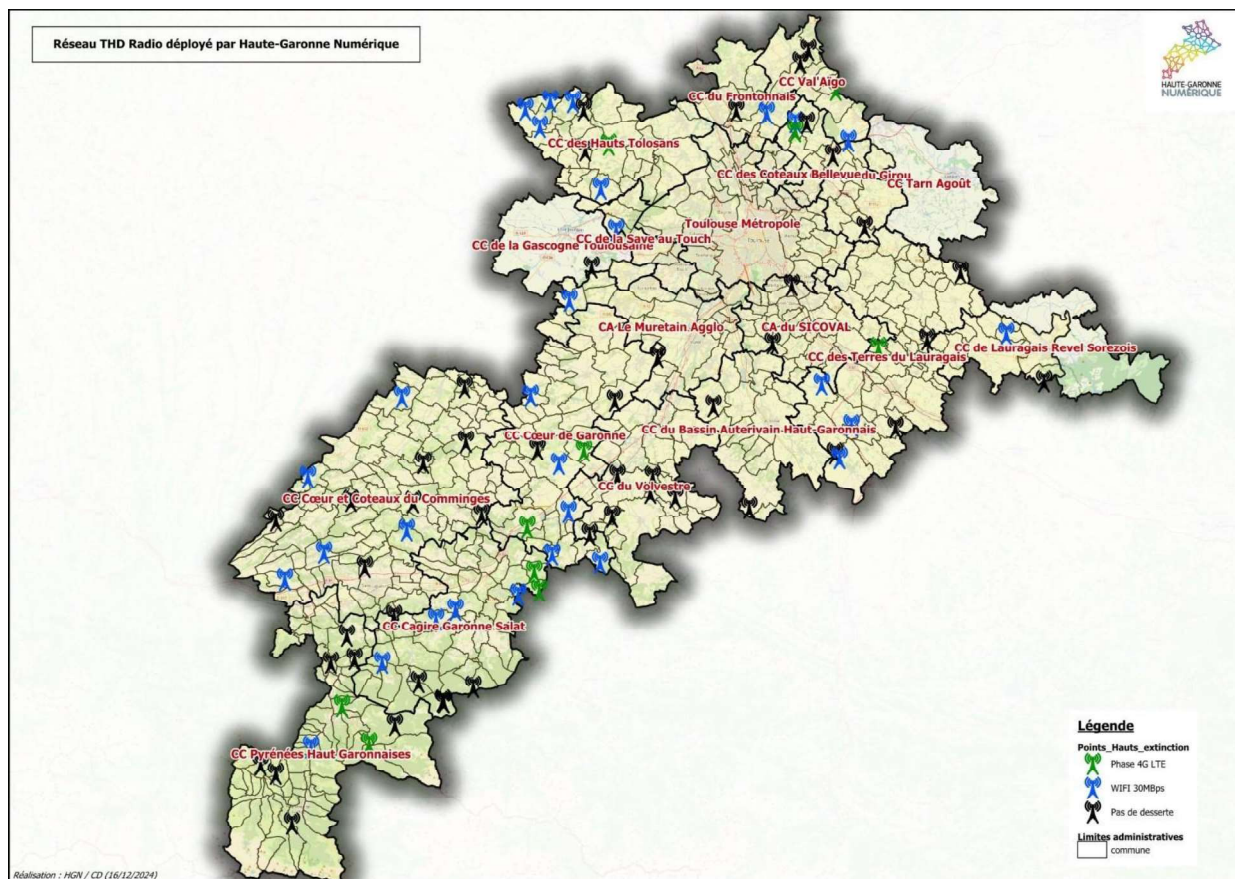 Réseau THD Radio déployé par Haute-Garonne Numérique
HAUTE-GARONNE
NUMÉRIQUE
CC Val'Aïgo
CC du Frontonnais
CC des Hauts Tolosans
CC des Coteaux Bellevue
du Girou
CC Tarn Agoût
Toulouse Métropole
CC de la Save au Touch
CC de la Gascogne Toulousaine
CA Le Muretain Agglo
CA du SICOVAL
CC de Lauragais Revel Sorezois
CC des Terres du Lauragais
CC du Bassin Auterivain Haut-Garonnais
CC Cœur de Garonne
CC du Volvestre
CC Cœur et Coteaux du Comminges
CC Cagire Garonne Salat
CC Pyrénées Haut Garonnaises
Légende
Points_Hauts_extinction
Phase 4G LTE
WIFI 30MBps
Pas de desserte
Limites administratives
commune
Réalisation : HGN / CD (16/12/2024)